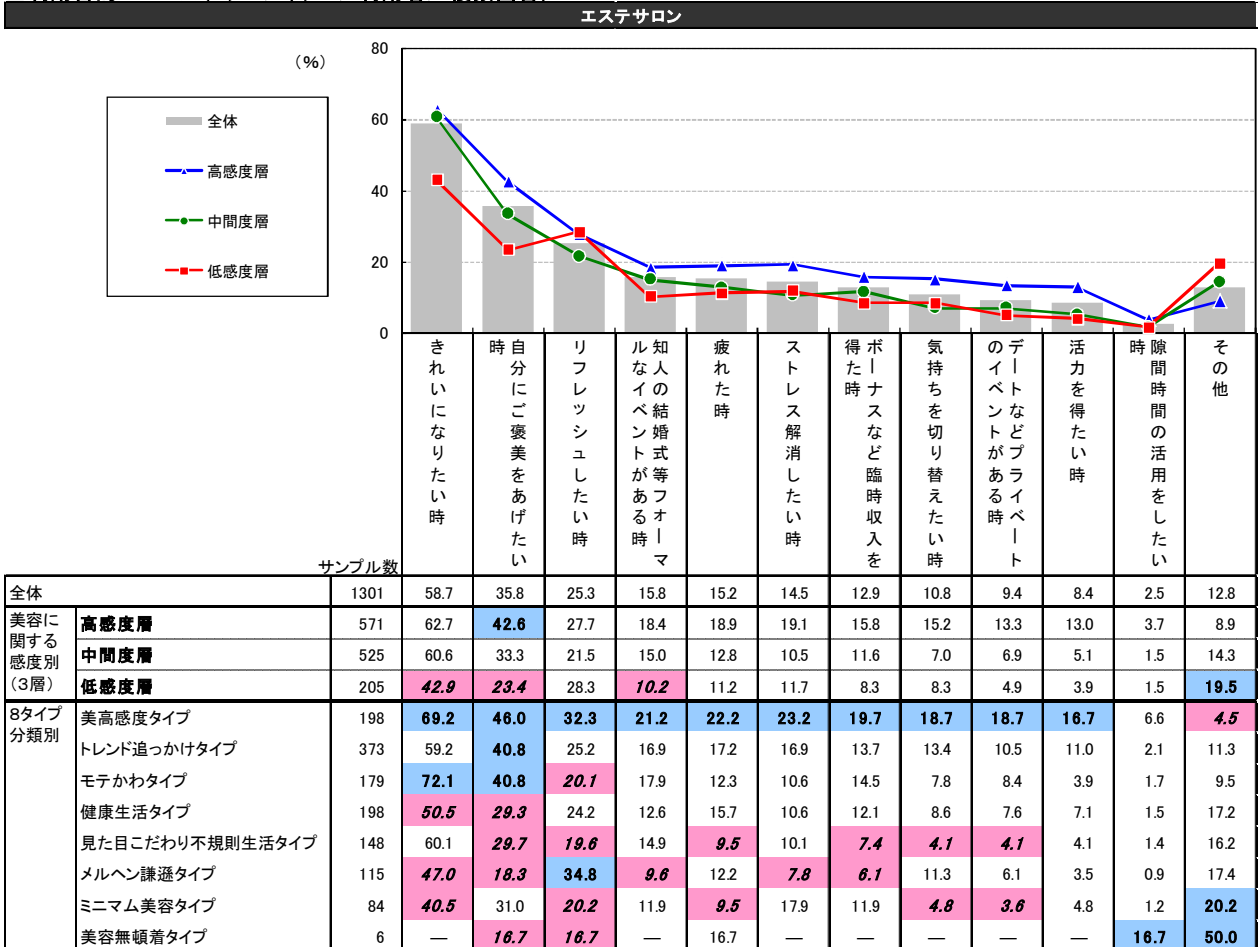 エステサロン
（％）
全体
高感度層
中間度層
低感度層
80
60
40
20
0
きれいになりたい時
自分にご褒美をあげたい時
リフレッシュしたい時
知人の結婚式等フォーマルなイベントがある時
疲れた時
ストレス解消したい時
ボーナスなど臨時収入を得た時
気持ちを切り替えたい時
デートなどプライベートのイベントがある時
活力を得たい時
隙間時間の活用をしたい時
その他
サンプル数
全体 1301 58.7 35.8 25.3 15.8 15.2 14.5 12.9 10.8 9.4 8.4 2.5 12.8
美容に関する感度別（3層）
高感度層 571 62.7 42.6 27.7 18.4 18.9 19.1 15.8 15.2 13.3 13.0 3.7 8.9
中間度層 525 60.6 33.3 21.5 15.0 12.8 10.5 11.6 7.0 6.9 5.1 1.5 14.3
低感度層 205 42.9 23.4 28.3 10.2 11.2 11.7 8.3 8.3 4.9 3.9 1.5 19.5
8タイプ分類別
美高感度タイプ 198 69.2 46.0 32.3 21.2 22.2 23.2 19.7 18.7 18.7 16.7 6.6 4.5
トレンド追っかけタイプ 373 59.2 40.8 25.2 16.9 17.2 16.9 13.7 13.4 10.5 11.0 2.1 11.3
モテかわタイプ 179 72.1 40.8 20.1 17.9 12.3 10.6 14.5 7.8 8.4 3.9 1.7 9.5
健康生活タイプ 198 50.5 29.3 24.2 12.6 15.7 10.6 12.1 8.6 7.6 7.1 1.5 17.2
見た目こだわり不規則生活タイプ 148 60.1 29.7 19.6 14.9 9.5 10.1 7.4 4.1 4.1 4.1 1.4 16.2
メルヘン謙遜タイプ 115 47.0 18.3 34.8 9.6 12.2 7.8 6.1 11.3 6.1 3.5 0.9 17.4
ミニマム美容タイプ 84 40.5 31.0 20.2 11.9 9.5 17.9 11.9 4.8 3.6 4.8 1.2 20.2
美容無頓着タイプ 6 — 16.7 16.7 — 16.7 — — — — — 16.7 50.0